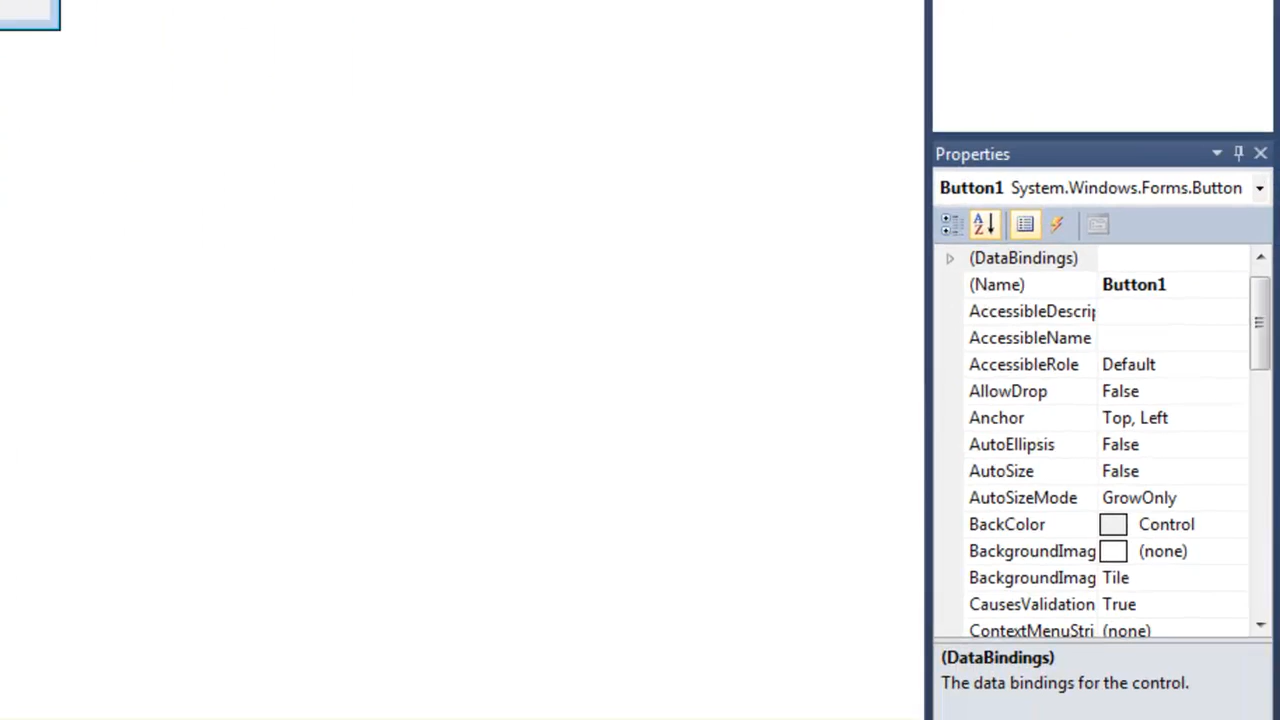 Properties
Button1 System.Windows.Forms.Button
(DataBindings)
(Name) Button1
AccessibleDescrip
AccessibleName
AccessibleRole Default
AllowDrop False
Anchor Top, Left
AutoEllipsis False
AutoSize False
AutoSizeMode GrowOnly
BackColor Control
BackgroundImag (none)
BackgroundImag Tile
CausesValidation True
ContextMenuStri (none)
(DataBindings)
The data bindings for the control.